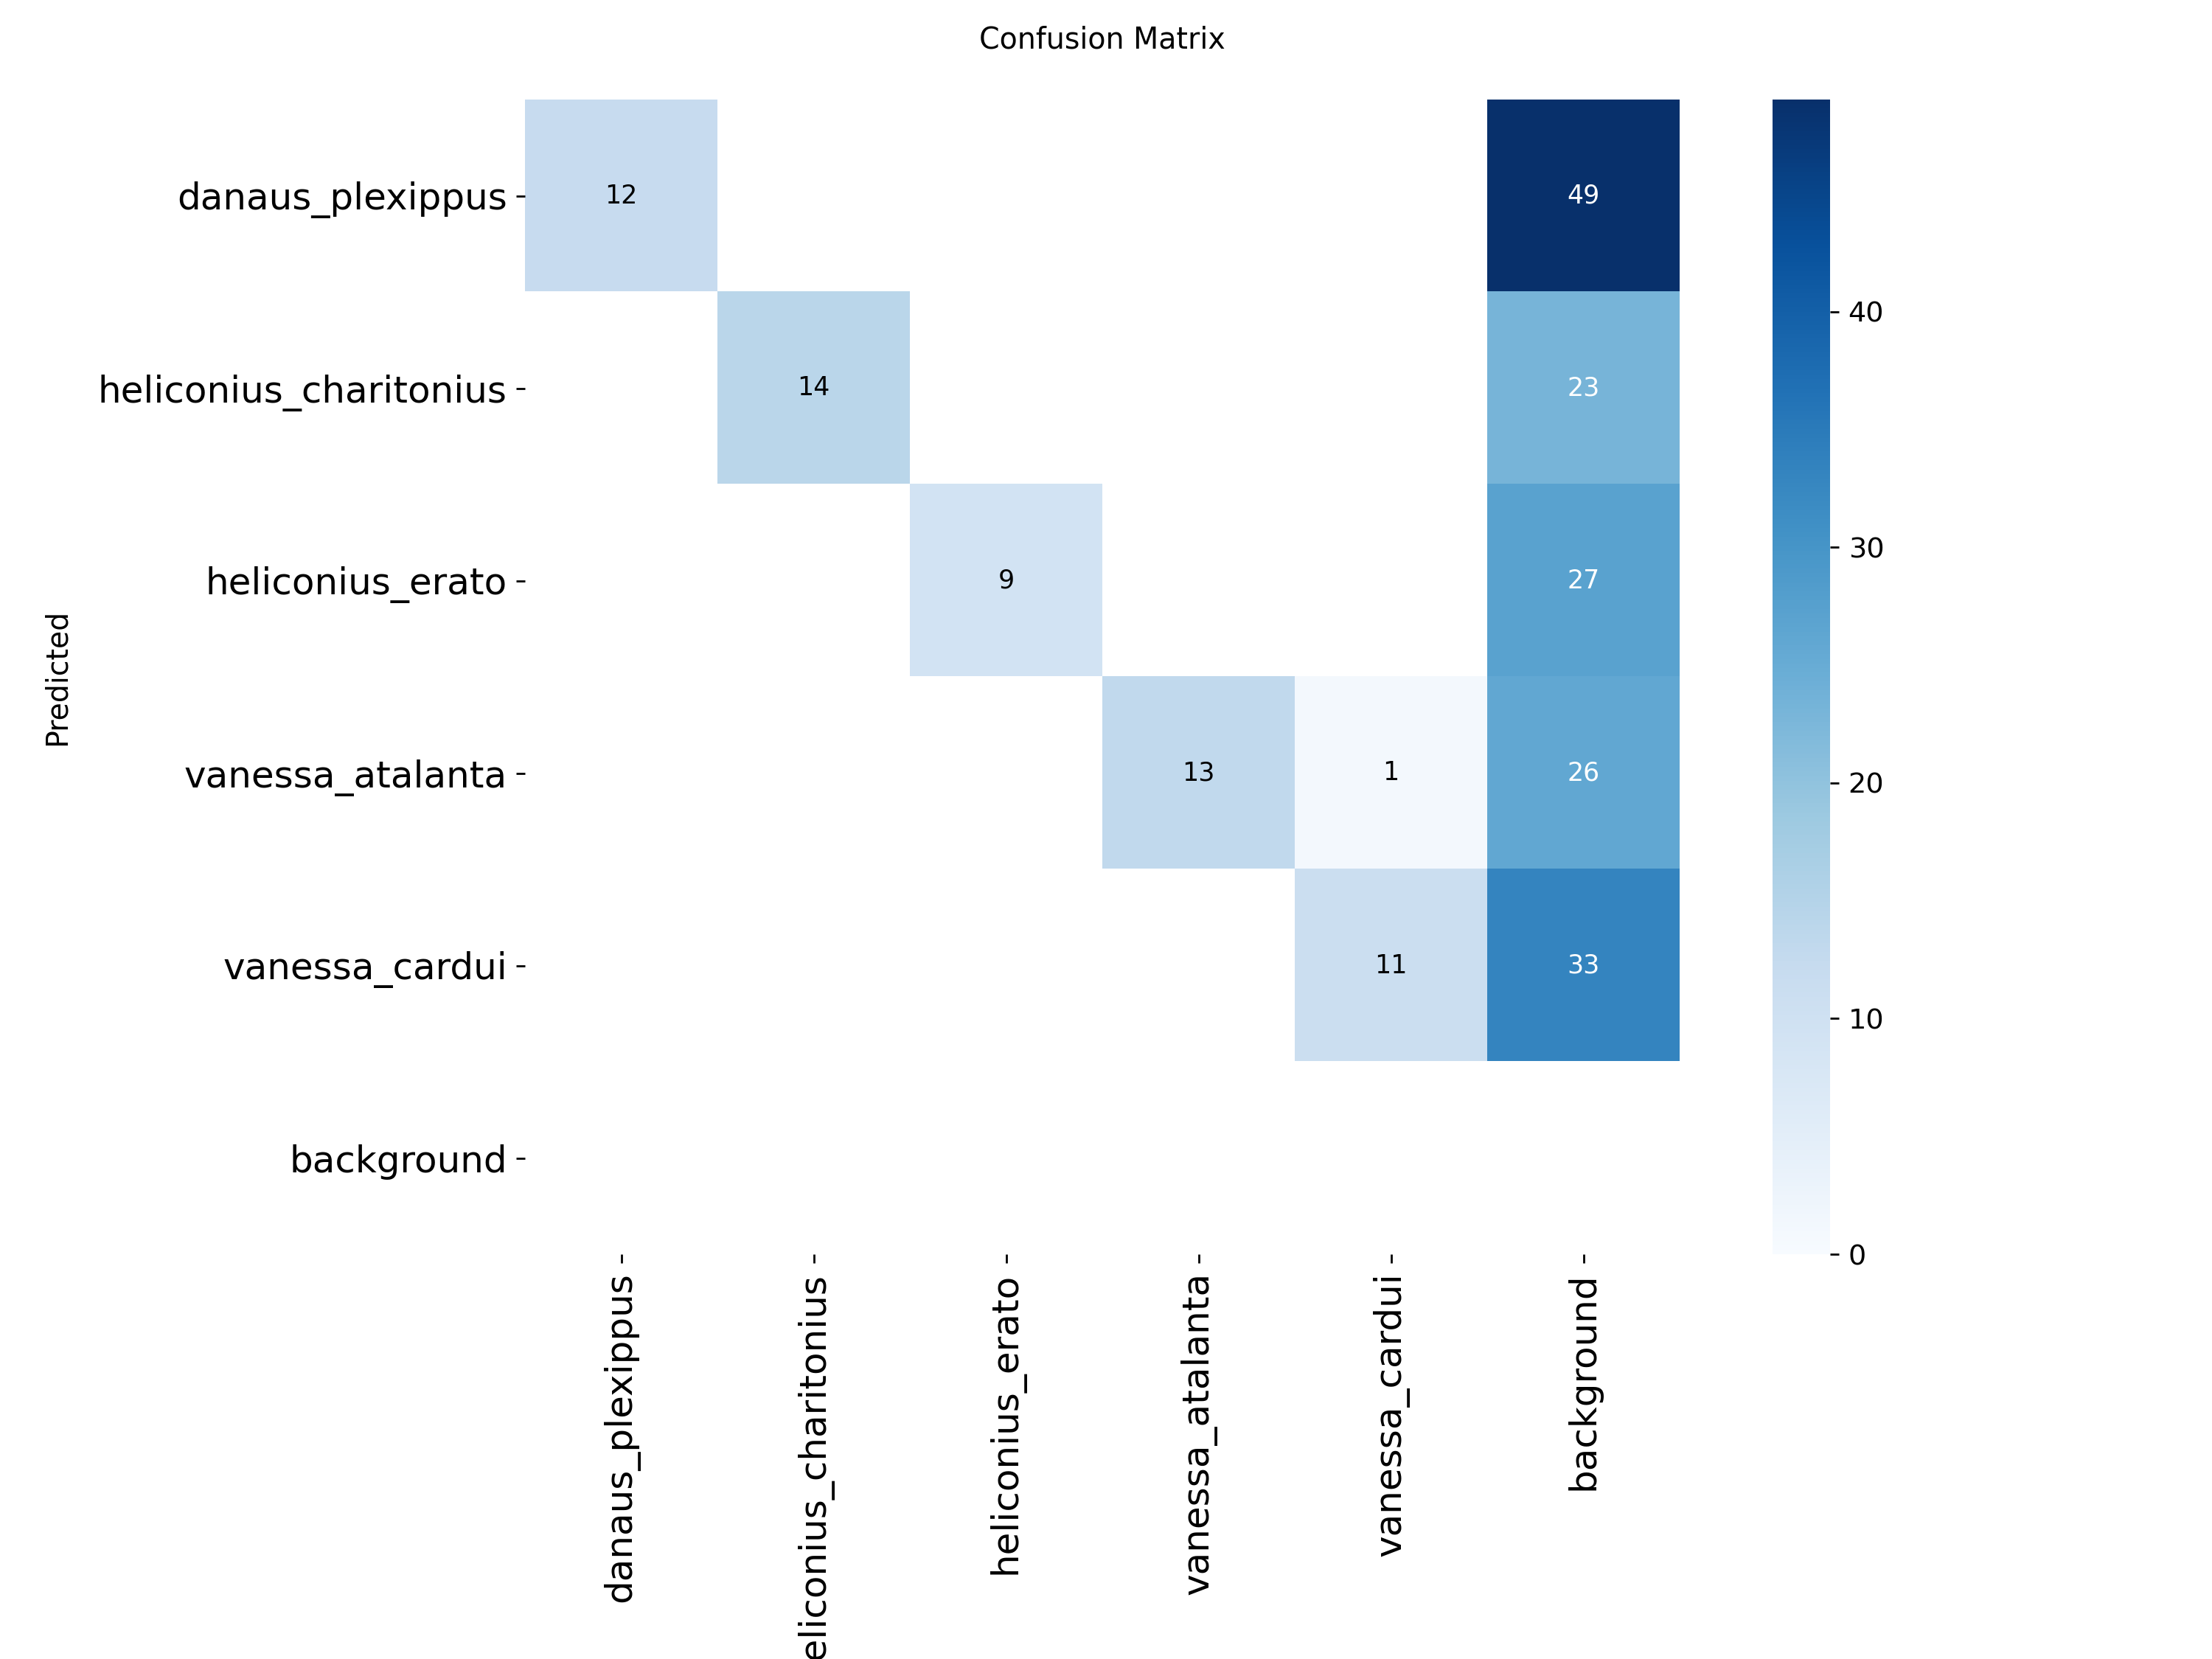 Confusion Matrix
Predicted
danaus_plexippus
12
49
heliconius_charitonius
14
23
heliconius_erato
9
27
vanessa_atalanta
13
1
26
vanessa_cardui
11
33
background
danaus_plexippus
eliconius_charitonius
heliconius_erato
vanessa_atalanta
vanessa_cardui
background
40
30
20
10
0